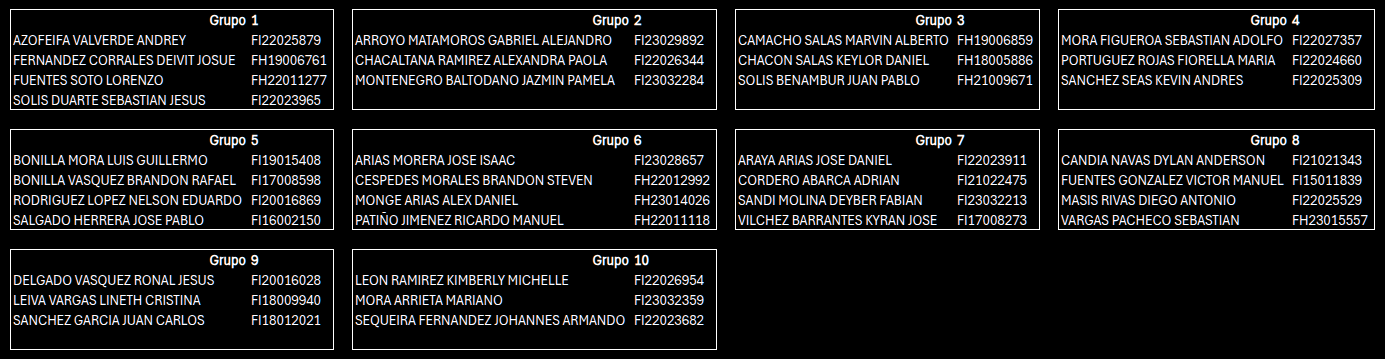 Grupo 1
AZOFEIFA VALVERDE ANDREY FI22025879
FERNANDEZ CORRALES DEIVIT JOSUE FH19006761
FUENTES SOTO LORENZO FH22011277
SOLIS DUARTE SEBASTIAN JESUS FI22023965
Grupo 2
ARROYO MATAMOROS GABRIEL ALEJANDRO FI23029892
CHACALTANA RAMIREZ ALEXANDRA PAOLA FI22026344
MONTENEGRO BALTODANO JAZMIN PAMELA FI23032284
Grupo 3
CAMACHO SALAS MARVIN ALBERTO FH19006859
CHACON SALAS KEYLOR DANIEL FH18005886
SOLIS BENAMBUR JUAN PABLO FH21009671
Grupo 4
MORA FIGUEROA SEBASTIAN ADOLFO FI22027357
PORTUGUEZ ROJAS FIORELLA MARIA FI22024660
SANCHEZ SEAS KEVIN ANDRES FI22025309
Grupo 5
BONILLA MORA LUIS GUILLERMO FI19015408
BONILLA VASQUEZ BRANDON RAFAEL FI17008598
RODRIGUEZ LOPEZ NELSON EDUARDO FI20016869
SALGADO HERRERA JOSE PABLO FI16002150
Grupo 6
ARIAS MORERA JOSE ISAAC FI23028657
CESPEDES MORALES BRANDON STEVEN FH22012992
MONGE ARIAS ALEX DANIEL FH23014026
PATIÑO JIMENEZ RICARDO MANUEL FH22011118
Grupo 7
ARAYA ARIAS JOSE DANIEL FI22023911
CORDERO ABARCA ADRIAN FI21022475
SANDI MOLINA DEYBER FABIAN FI23032213
VILCHEZ BARRANTES KYRAN JOSE FI17008273
Grupo 8
CANDIA NAVAS DYLAN ANDERSON FI21021343
FUENTES GONZALEZ VICTOR MANUEL FI15011839
MASIS RIVAS DIEGO ANTONIO FI22025529
VARGAS PACHECO SEBASTIAN FH23015557
Grupo 9
DELGADO VASQUEZ RONAL JESUS FI20016028
LEIVA VARGAS LINETH CRISTINA FI18009940
SANCHEZ GARCIA JUAN CARLOS FI18012021
Grupo 10
LEON RAMIREZ KIMBERLY MICHELLE FI22026954
MORA ARRIETA MARIANO FI23032359
SEQUEIRA FERNANDEZ JOHANNES ARMANDO FI22023682